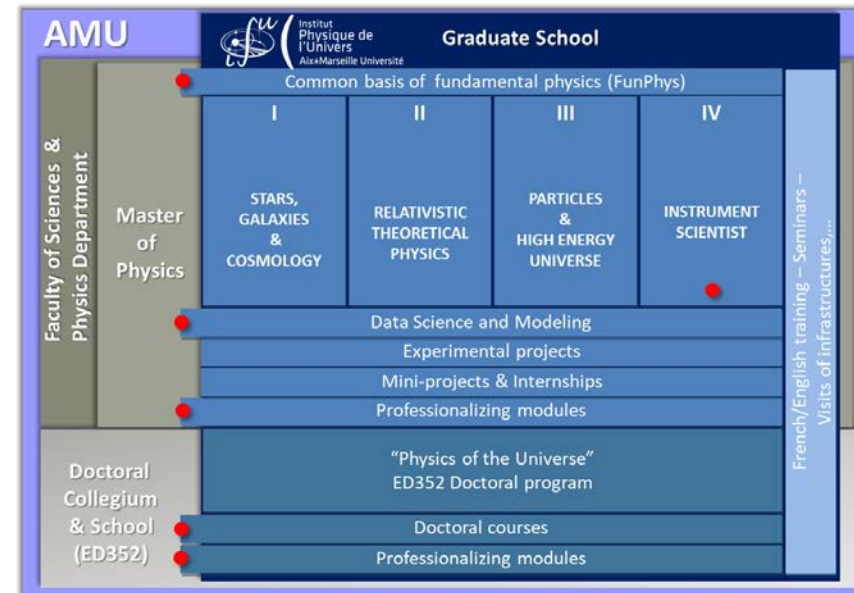 AMU
Institut
Physique de
l'Univers
Aix+Marseille Université
Graduate School
Common basis of fundamental physics (FunPhys)
I
STARS,
GALAXIES
&
COSMOLOGY
II
RELATIVISTIC
THEORETICAL
PHYSICS
III
PARTICLES
&
HIGH ENERGY
UNIVERSE
IV
INSTRUMENT
SCIENTIST
Faculty of Sciences &
Physics Department
Master
of
Physics
Data Science and Modeling
Experimental projects
Mini-projects & Internships
Professionalizing modules
French/English training – Seminars –
Visits of infrastructures,...
Doctoral
Collegium
& School
(ED352)
"Physics of the Universe"
ED352 Doctoral program
Doctoral courses
Professionalizing modules